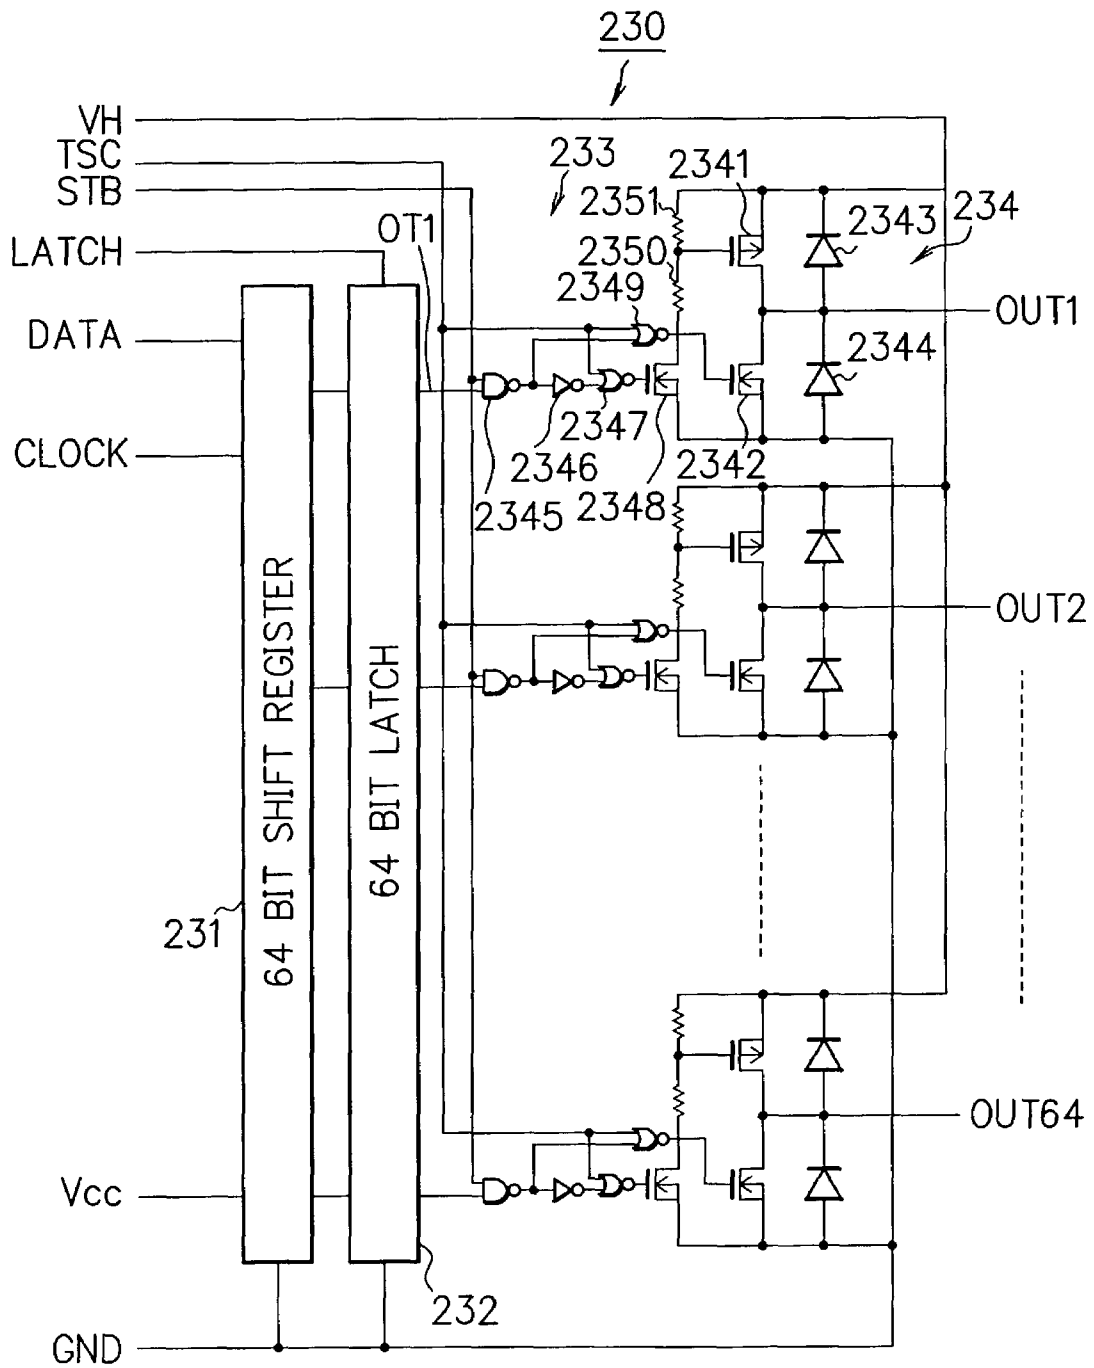 230
VH
TSC
STB
LATCH
DATA
CLOCK
Vcc
GND
OT1
233
2341
2351
2350
2349
2343
234
OUT1
2344
2347
2346
2345
2348
2342
OUT2
64 BIT SHIFT REGISTER
64 BIT LATCH
231
232
OUT64